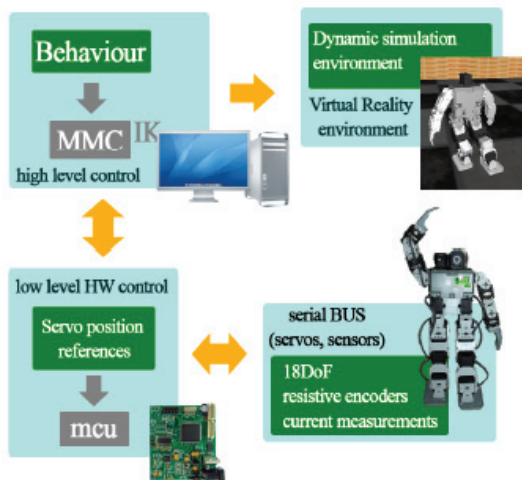 Behaviour
MMC IK
high level control
Dynamic simulation
environment
Virtual Reality
environment
low level HW control
Servo position
references
mcu
serial BUS
(servos, sensors)
18DoF
resistive encoders
current measurements